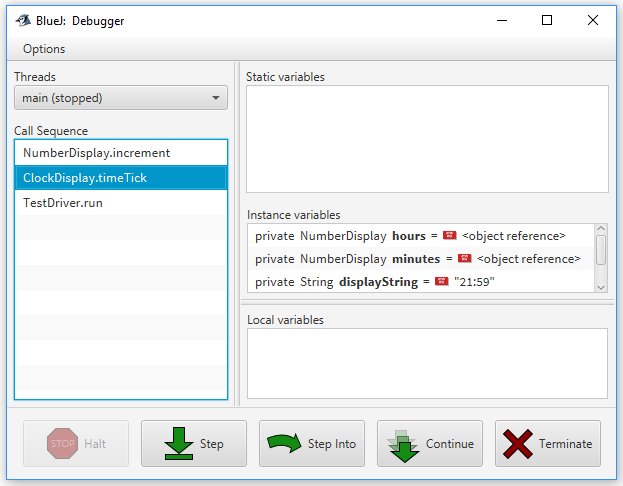 BlueJ: Debugger
Options
Threads
main (stopped)
Call Sequence
NumberDisplay.increment
ClockDisplay.timeTick
TestDriver.run
Static variables
Instance variables
private NumberDisplay hours = <object reference>
private NumberDisplay minutes = <object reference>
private String displayString = "21:59"
Local variables
STOP Halt
Step
Step Into
Continue
Terminate